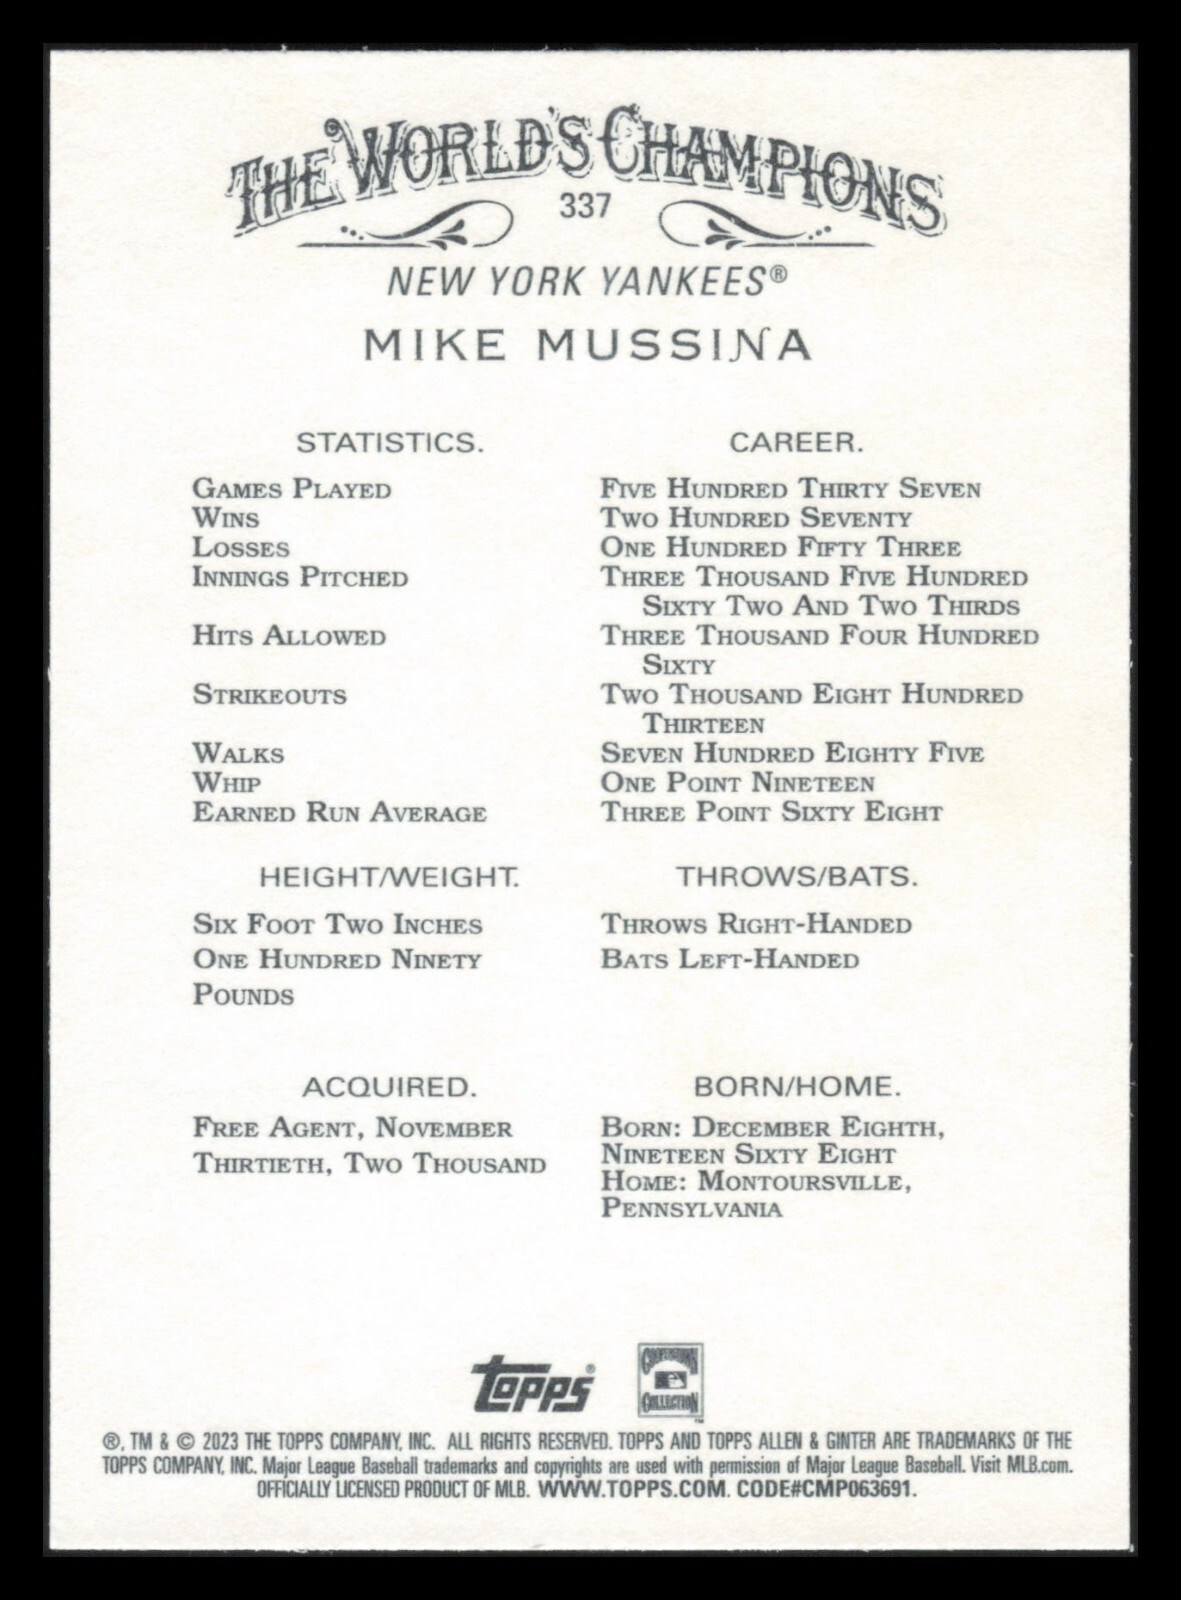 THE WORLD'S CHAMPIONS
337
NEW YORK YANKEES®
MIKE MUSSINA
STATISTICS. CAREER.
GAMES PLAYED FIVE HUNDRED THIRTY SEVEN
WINS TWO HUNDRED SEVENTY
LOSSES ONE HUNDRED FIFTY THREE
INNINGS PITCHED THREE THOUSAND FIVE HUNDRED
SIXTY TWO AND TWO THIRDS
HITS ALLOWED THREE THOUSAND FOUR HUNDRED
SIXTY
STRIKEOUTS TWO THOUSAND EIGHT HUNDRED
THIRTEEN
WALKS SEVEN HUNDRED EIGHTY FIVE
WHIP ONE POINT NINETEEN
EARNED RUN AVERAGE THREE POINT SIXTY EIGHT
HEIGHT/WEIGHT. THROWS/BATS.
SIX FOOT TWO INCHES THROWS RIGHT-HANDED
ONE HUNDRED NINETY BATS LEFT-HANDED
POUNDS
ACQUIRED. BORN/HOME.
FREE AGENT, NOVEMBER
THIRTIETH, TWO THOUSAND
BORN: DECEMBER EIGHTH,
NINETEEN SIXTY EIGHT
HOME: MONTOURSVILLE,
PENNSYLVANIA
topps®
COOPERSTOWN
COLLECTION
™
®, TM & © 2023 THE TOPPS COMPANY, INC. ALL RIGHTS RESERVED. TOPPS AND TOPPS ALLEN & GINTER ARE TRADEMARKS OF THE
TOPPS COMPANY, INC. Major League Baseball trademarks and copyrights are used with permission of Major League Baseball. Visit MLB.com.
OFFICIALLY LICENSED PRODUCT OF MLB. WWW.TOPPS.COM. CODE#CMP063691.